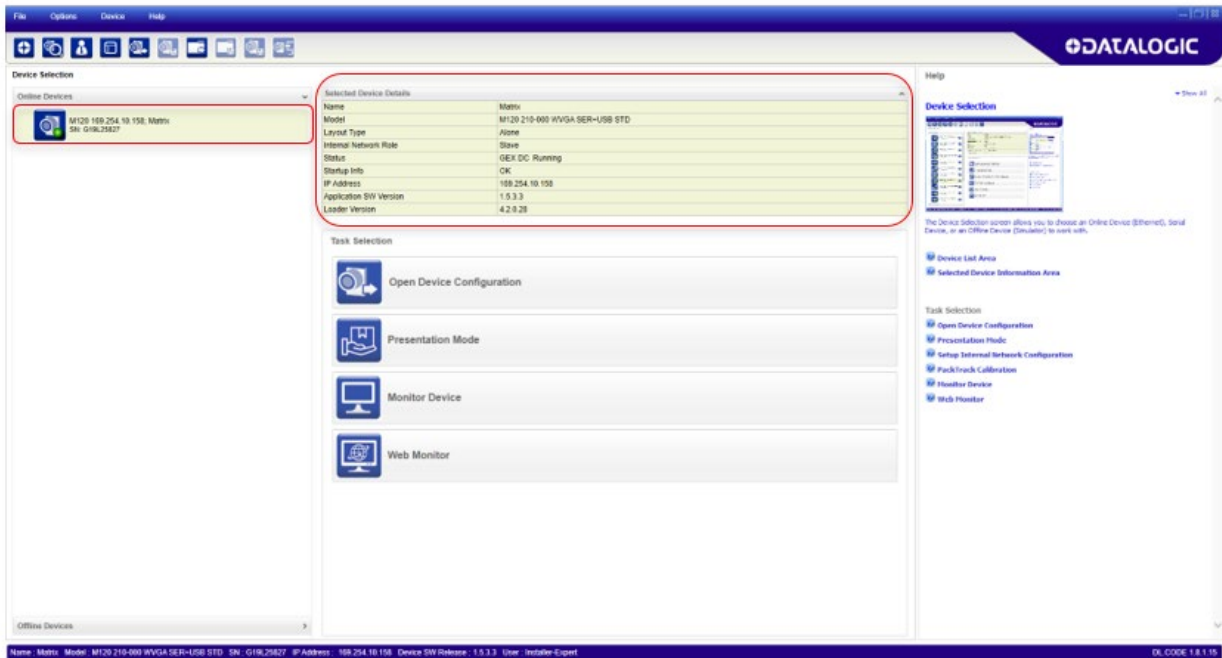 File Options Device Help
DATALOGIC
Device Selection
Online Devices
M120 169.254.10.158; Matrix
SN: G19L25827
Offline Devices
Selected Device Details
Name Matrix
Model M120 210-000 WVGA SER+USB STD
Layout Type Alone
Internal Network Role Slave
Status GEX DC Running
Startup Info OK
IP Address 169.254.10.158
Application SW Version 1.5.3.3
Loader Version 4.2.0.28
Task Selection
Open Device Configuration
Presentation Mode
Monitor Device
Web Monitor
Help
Show All
Device Selection
The Device Selection screen allows you to choose an Online Device (Ethernet), Serial
Device, or an Offline Device (Simulator) to work with.
Device List Area
Selected Device Information Area
Task Selection
Open Device Configuration
Presentation Mode
Setup Internal Network Configuration
PackTrack Calibration
Monitor Device
Web Monitor
Name : Matrix Model : M120 210-000 WVGA SER+USB STD SN : G19L25827 IP Address : 169.254.10.158 Device SW Release : 1.5.3.3 User : Installer-Expert
DL.CODE 1.8.1.15